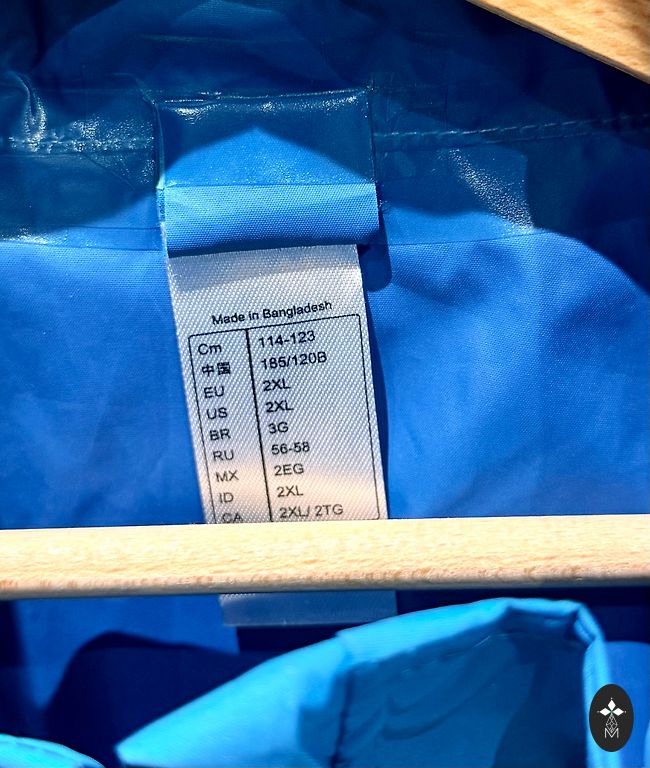 Made in Bangladesh
Cm 114-123
中国 185/120B
EU 2XL
US 2XL
BR 3G
RU 56-58
MX 2EG
ID 2XL
CA 2XL/ 2TG
M